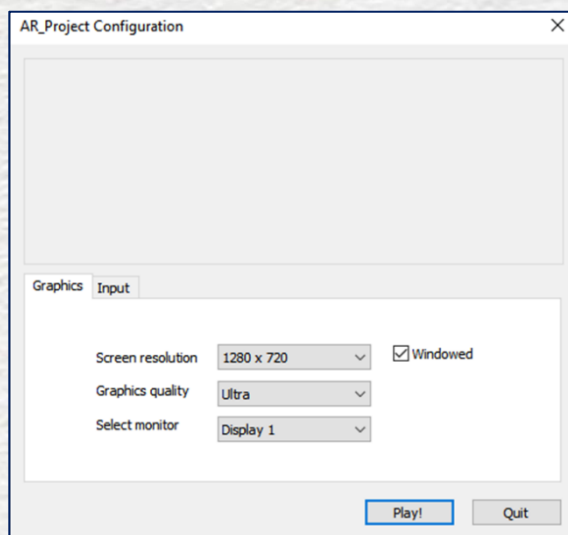 AR_Project Configuration
Graphics Input
Screen resolution 1280 x 720 Windowed
Graphics quality Ultra
Select monitor Display 1
Play! Quit